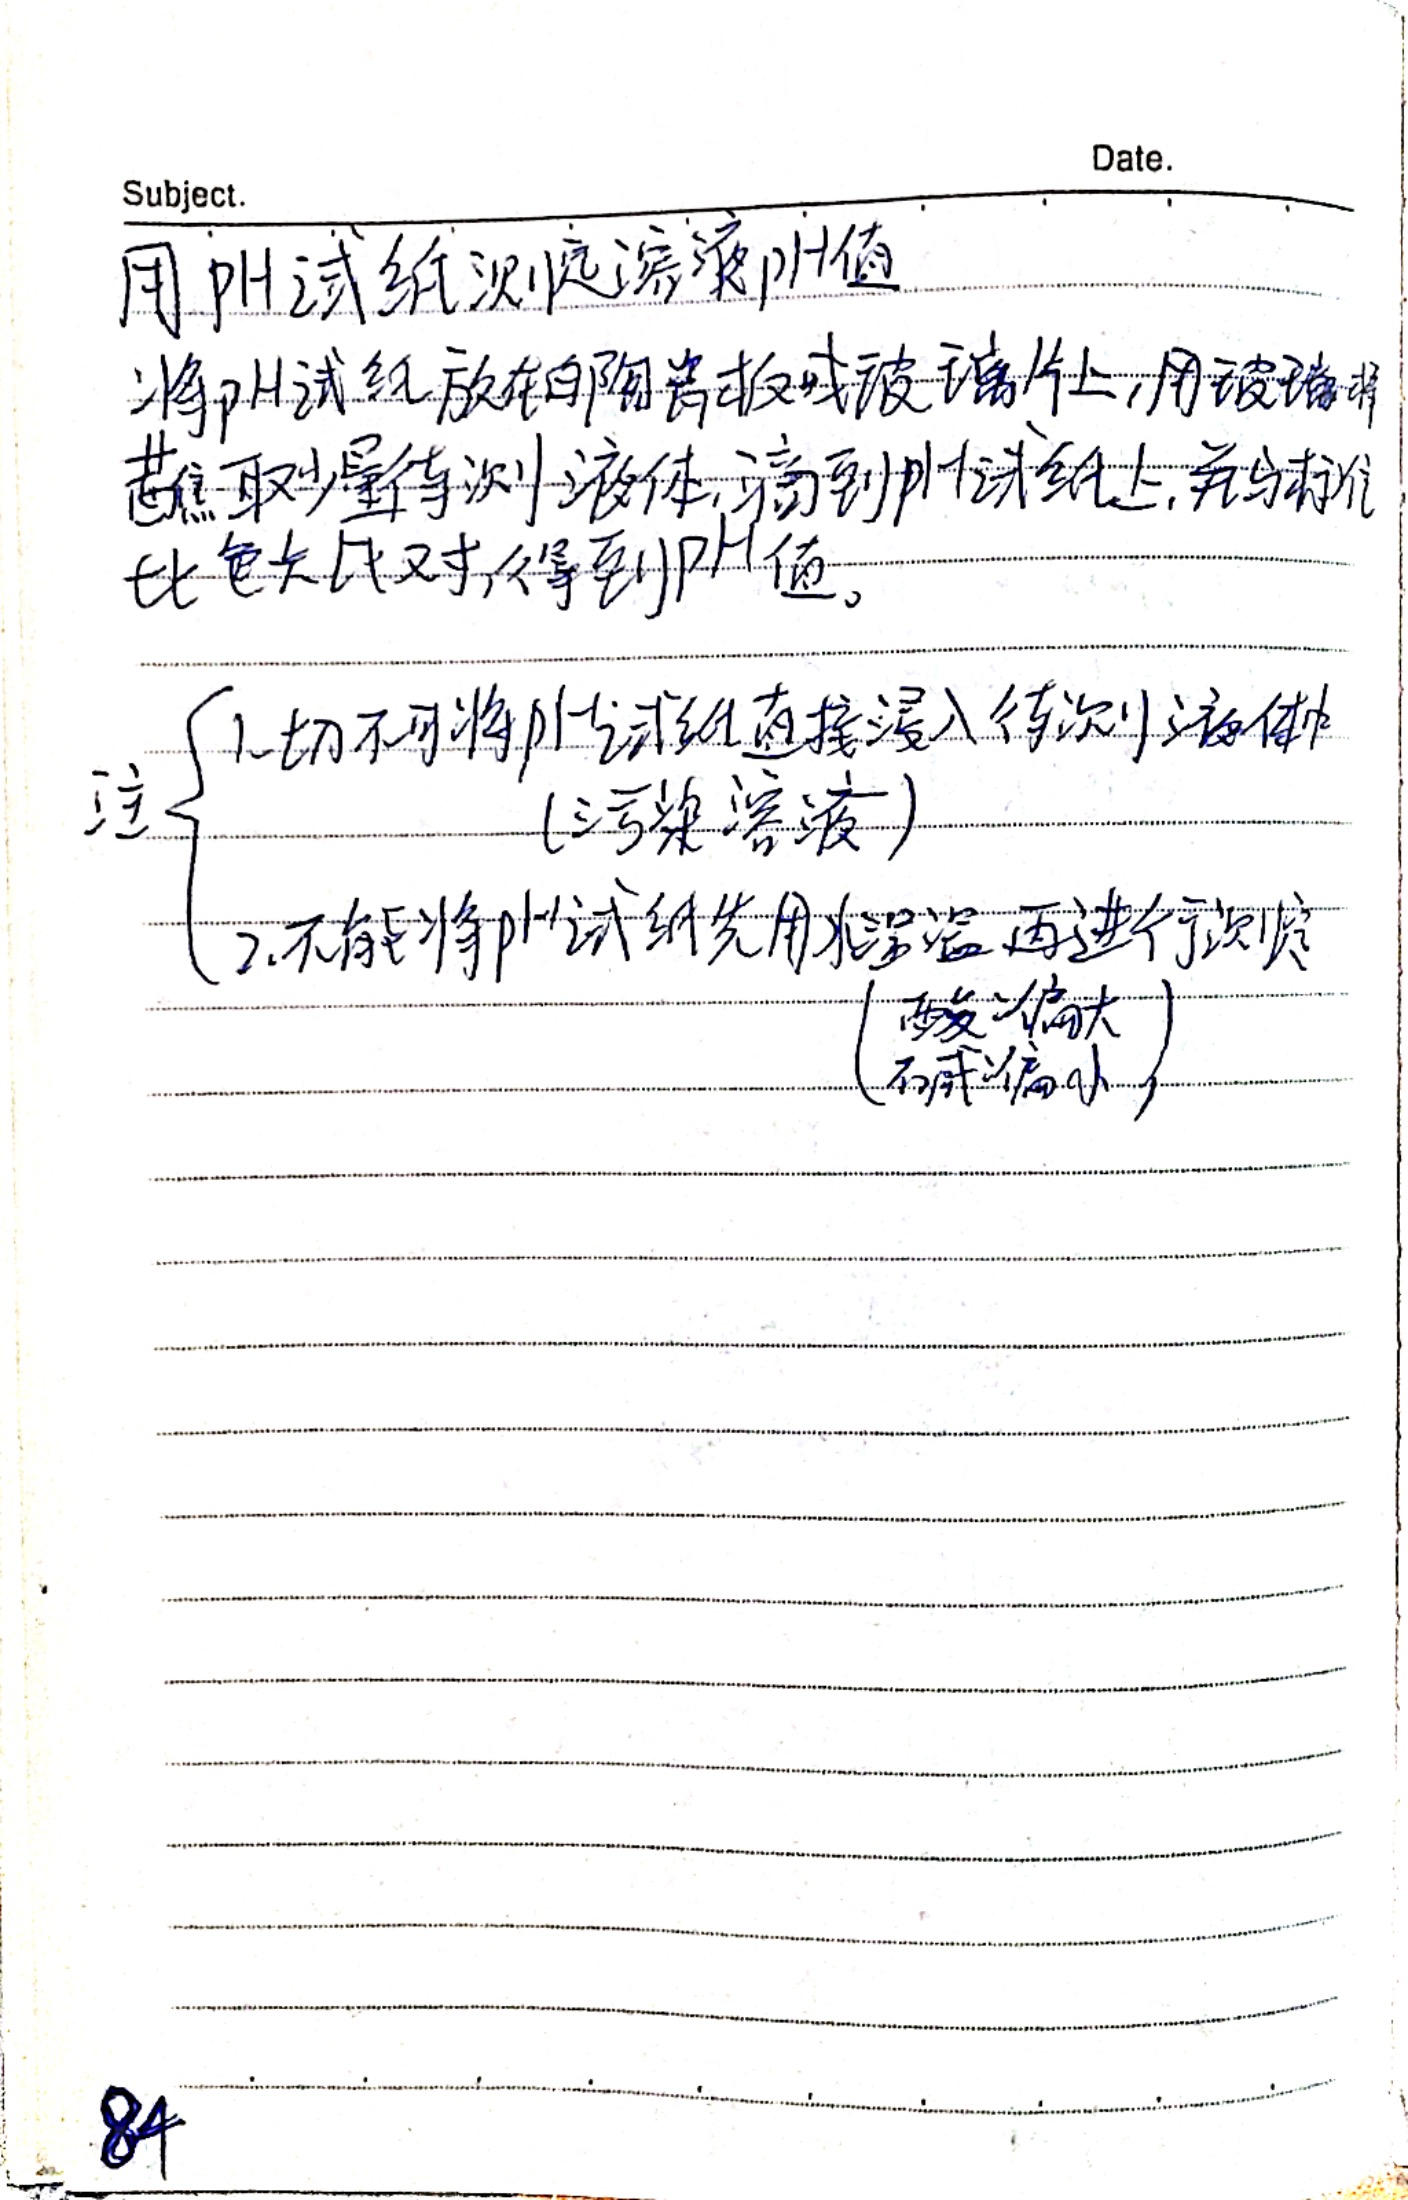 Date.
Subject.
用pH试纸测定溶液pH值
将pH试纸放在白陶瓷板或玻璃片上,用玻璃棒
蘸取少量待测液体,滴到pH试纸上,并与标准
比色卡比对,得到pH值。
注
1.切不可将pH试纸直接浸入待测液体中
(污染溶液)
2.不能将pH试纸先用水湿润再进行测定
(酸偏大
碱偏小)
84